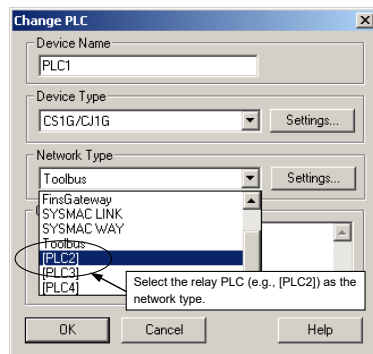 Change PLC
Device Name
PLC1
Device Type
CS1G/CJ1G
Settings...
Network Type
Toolbus
Settings...
FinsGateway
SYSMAC LINK
SYSMAC WAY
Toolbus
[PLC2]
[PLC3]
[PLC4]
Select the relay PLC (e.g., [PLC2]) as the
network type.
OK
Cancel
Help